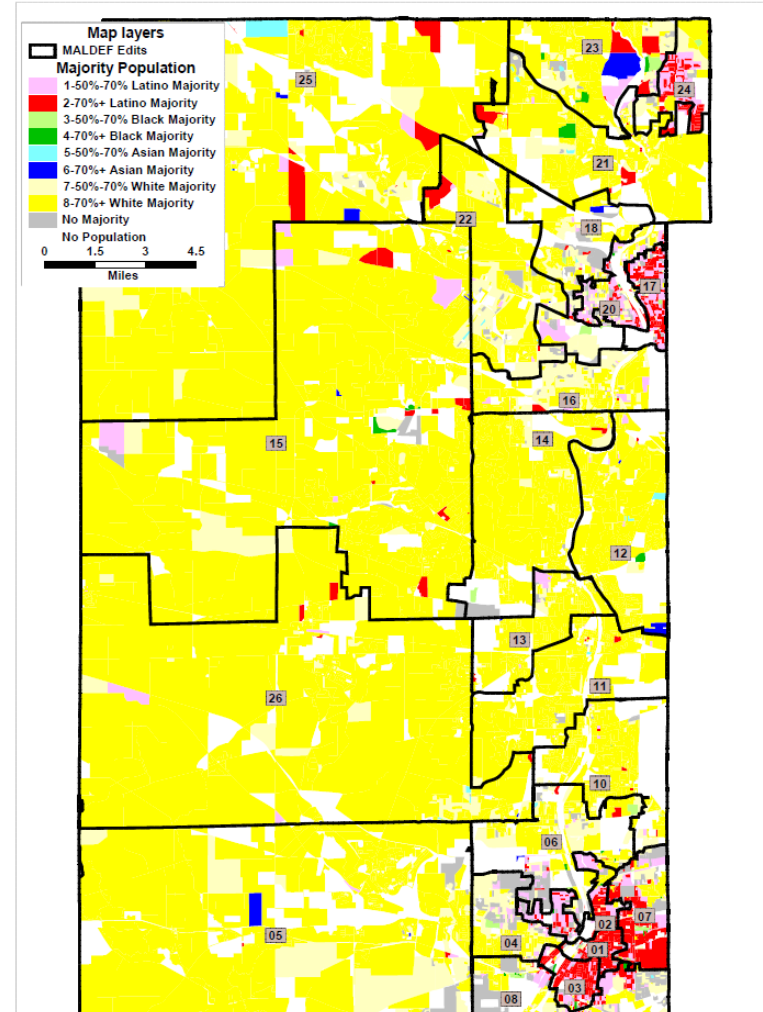 Map layers
MALDEF Edits
Majority Population
1-50%-70% Latino Majority
2-70%+ Latino Majority
3-50%-70% Black Majority
4-70%+ Black Majority
5-50%-70% Asian Majority
6-70%+ Asian Majority
7-50%-70% White Majority
8-70%+ White Majority
No Majority
No Population
0 1.5 3 4.5
Miles
23
25
24
21
22
18
17
20
16
14
15
12
13
11
26
10
06
07
02
05
04
01
03
08